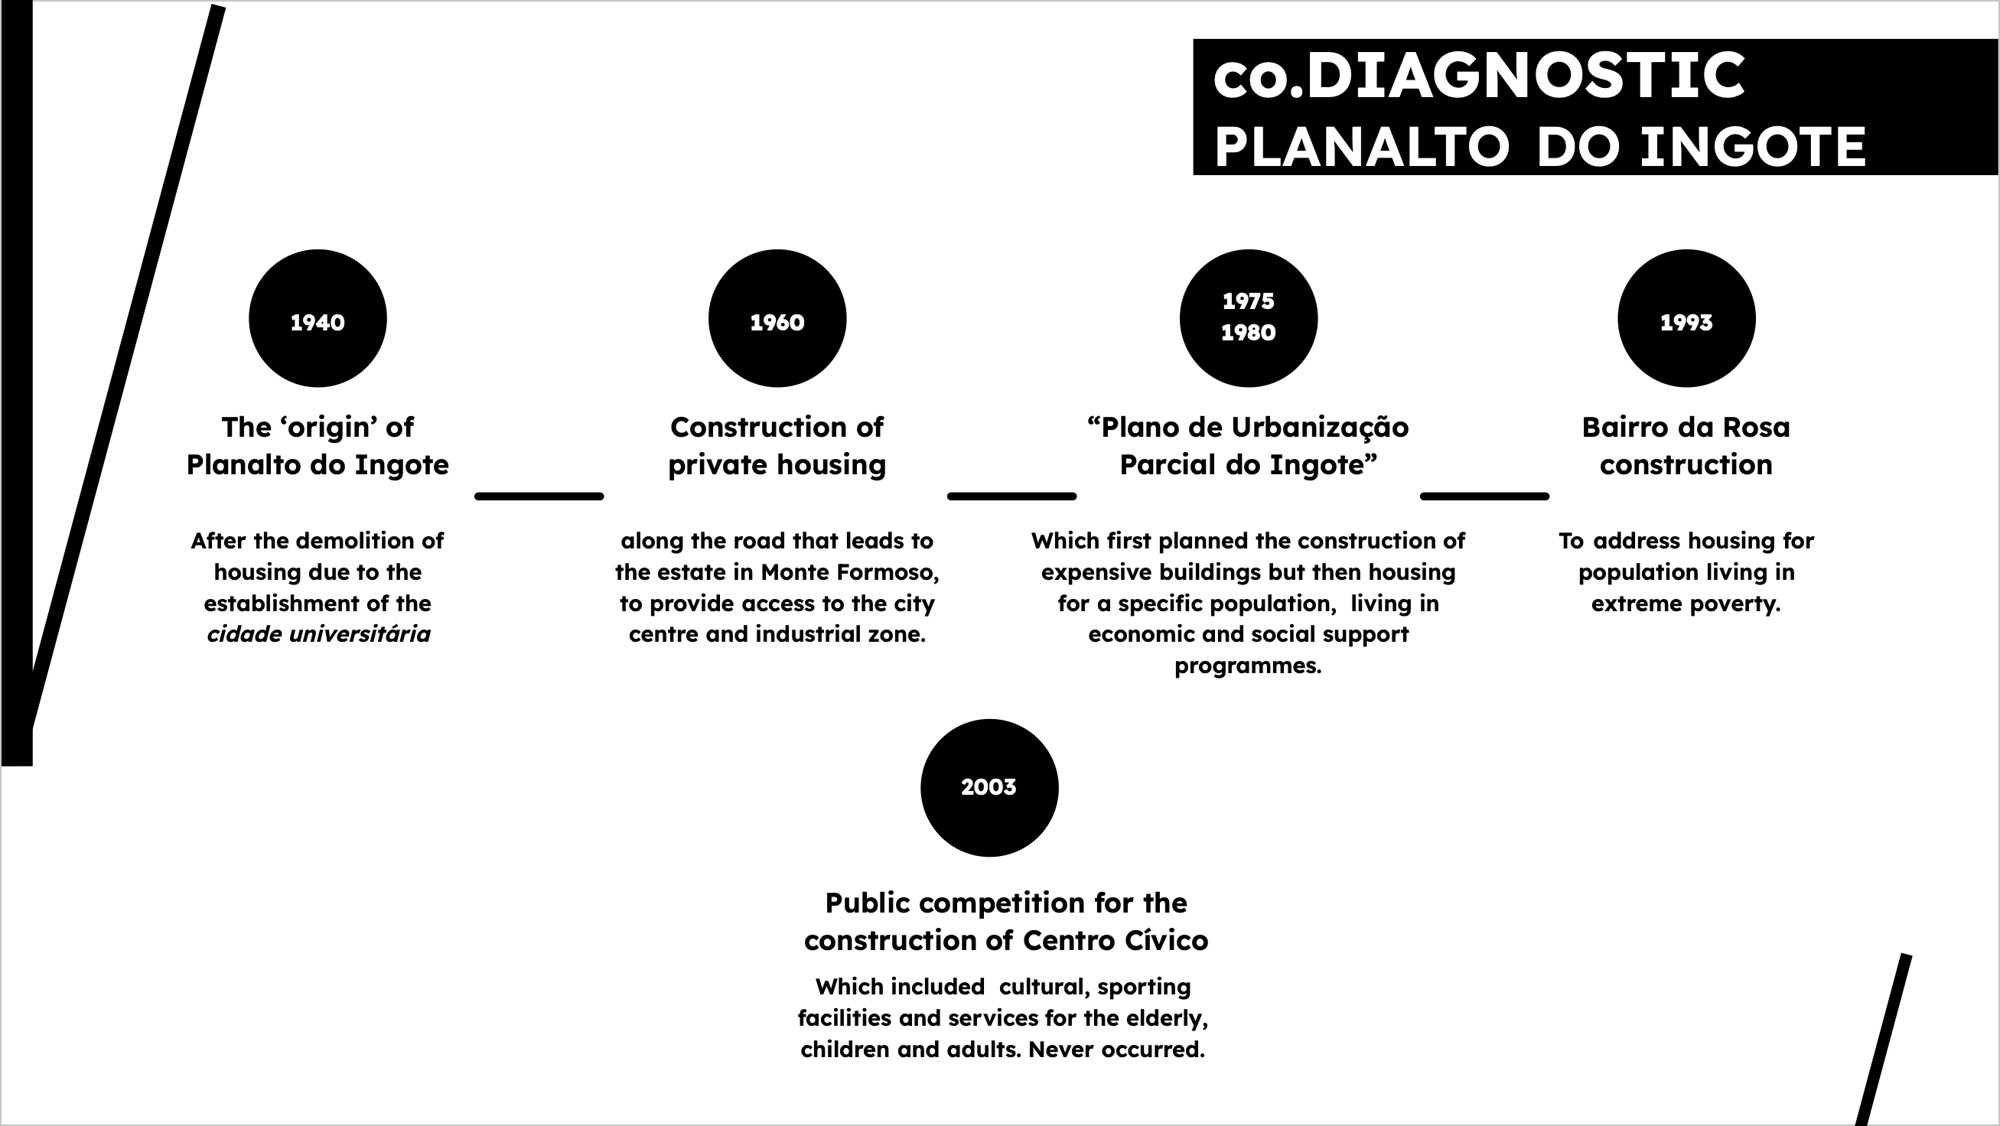 co.DIAGNOSTIC
PLANALTO DO INGOTE
1940
The ‘origin’ of
Planalto do Ingote
After the demolition of
housing due to the
establishment of the
cidade universitária
1960
Construction of
private housing
along the road that leads to
the estate in Monte Formoso,
to provide access to the city
centre and industrial zone.
1975
1980
“Plano de Urbanização
Parcial do Ingote”
Which first planned the construction of
expensive buildings but then housing
for a specific population,  living in
economic and social support
programmes.
1993
Bairro da Rosa
construction
To address housing for
population living in
extreme poverty.
2003
Public competition for the
construction of Centro Cívico
Which included  cultural, sporting
facilities and services for the elderly,
children and adults. Never occurred.